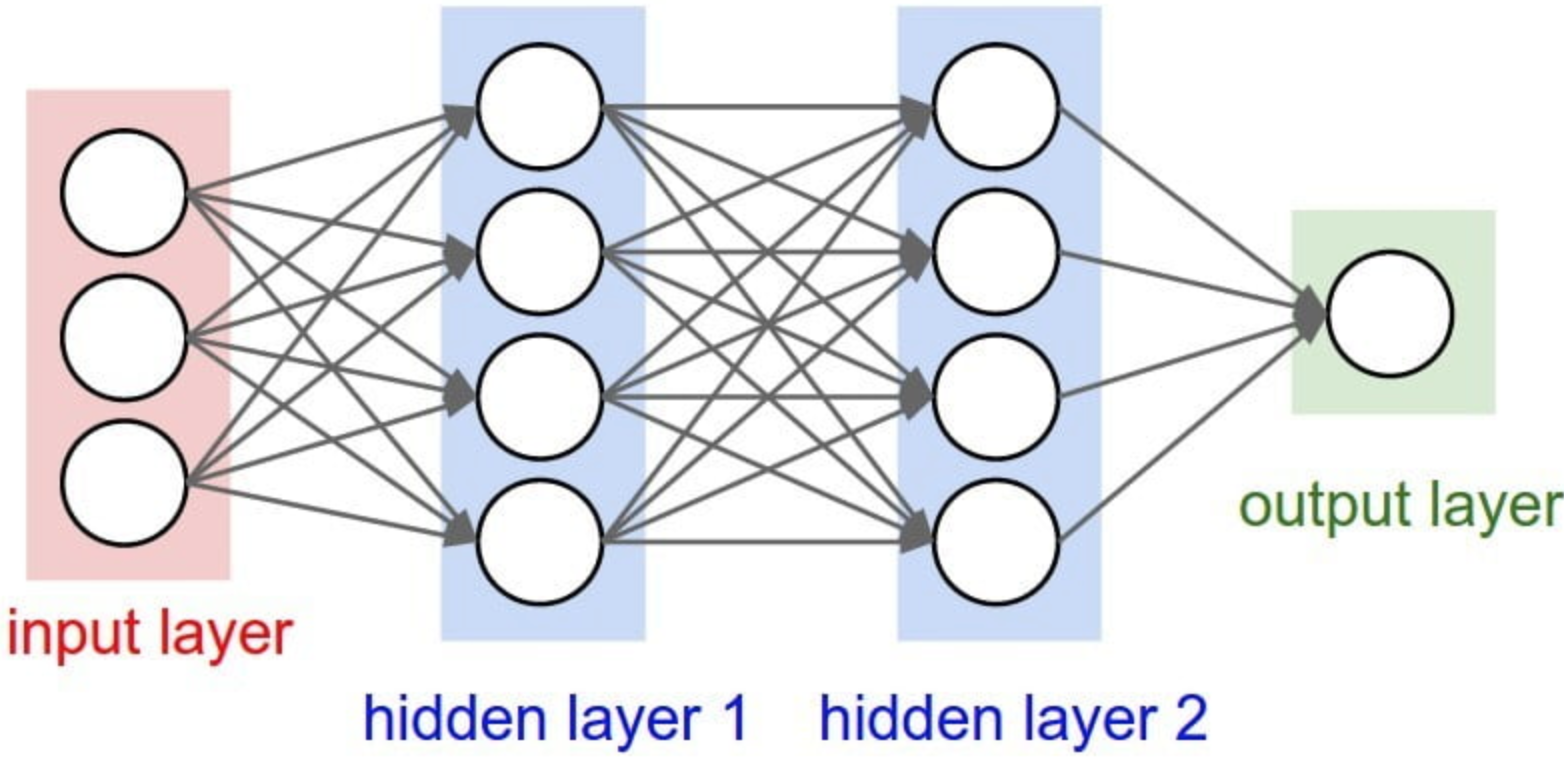 input layer
hidden layer 1
hidden layer 2
output layer